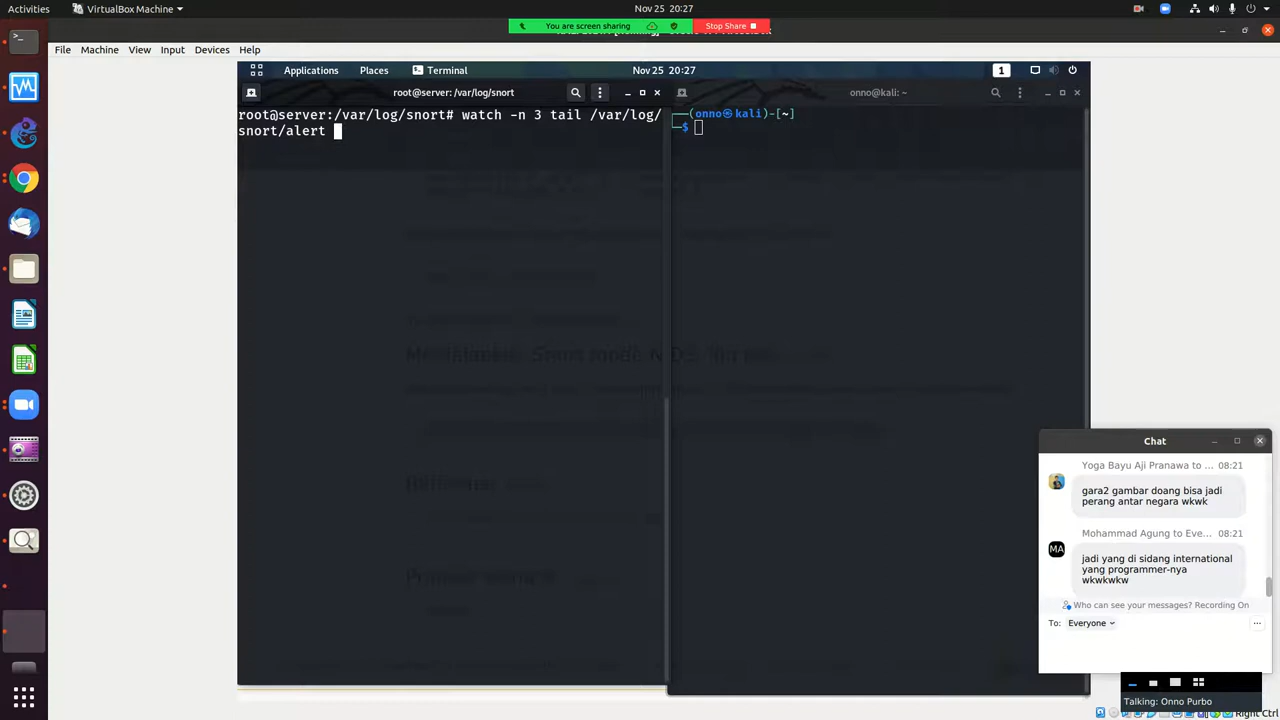 Activities
VirtualBox Machine
Nov 25 20:27
You are screen sharing
Stop Share
File Machine View Input Devices Help
Applications Places Terminal
Nov 25 20:27
1
root@server: /var/log/snort
onno@kali: ~
root@server:/var/log/snort# watch -n 3 tail /var/log/
snort/alert
(onno㉿kali)-[~]
$
Chat
Yoga Bayu Aji Pranawa to ... 08:21
gara2 gambar doang bisa jadi
perang antar negara wkwk
Mohammad Agung to Eve... 08:21
MA
jadi yang di sidang international
yang programmer-nya
wkwkwkw
Who can see your messages? Recording On
To: Everyone
Talking: Onno Purbo
Right Ctrl